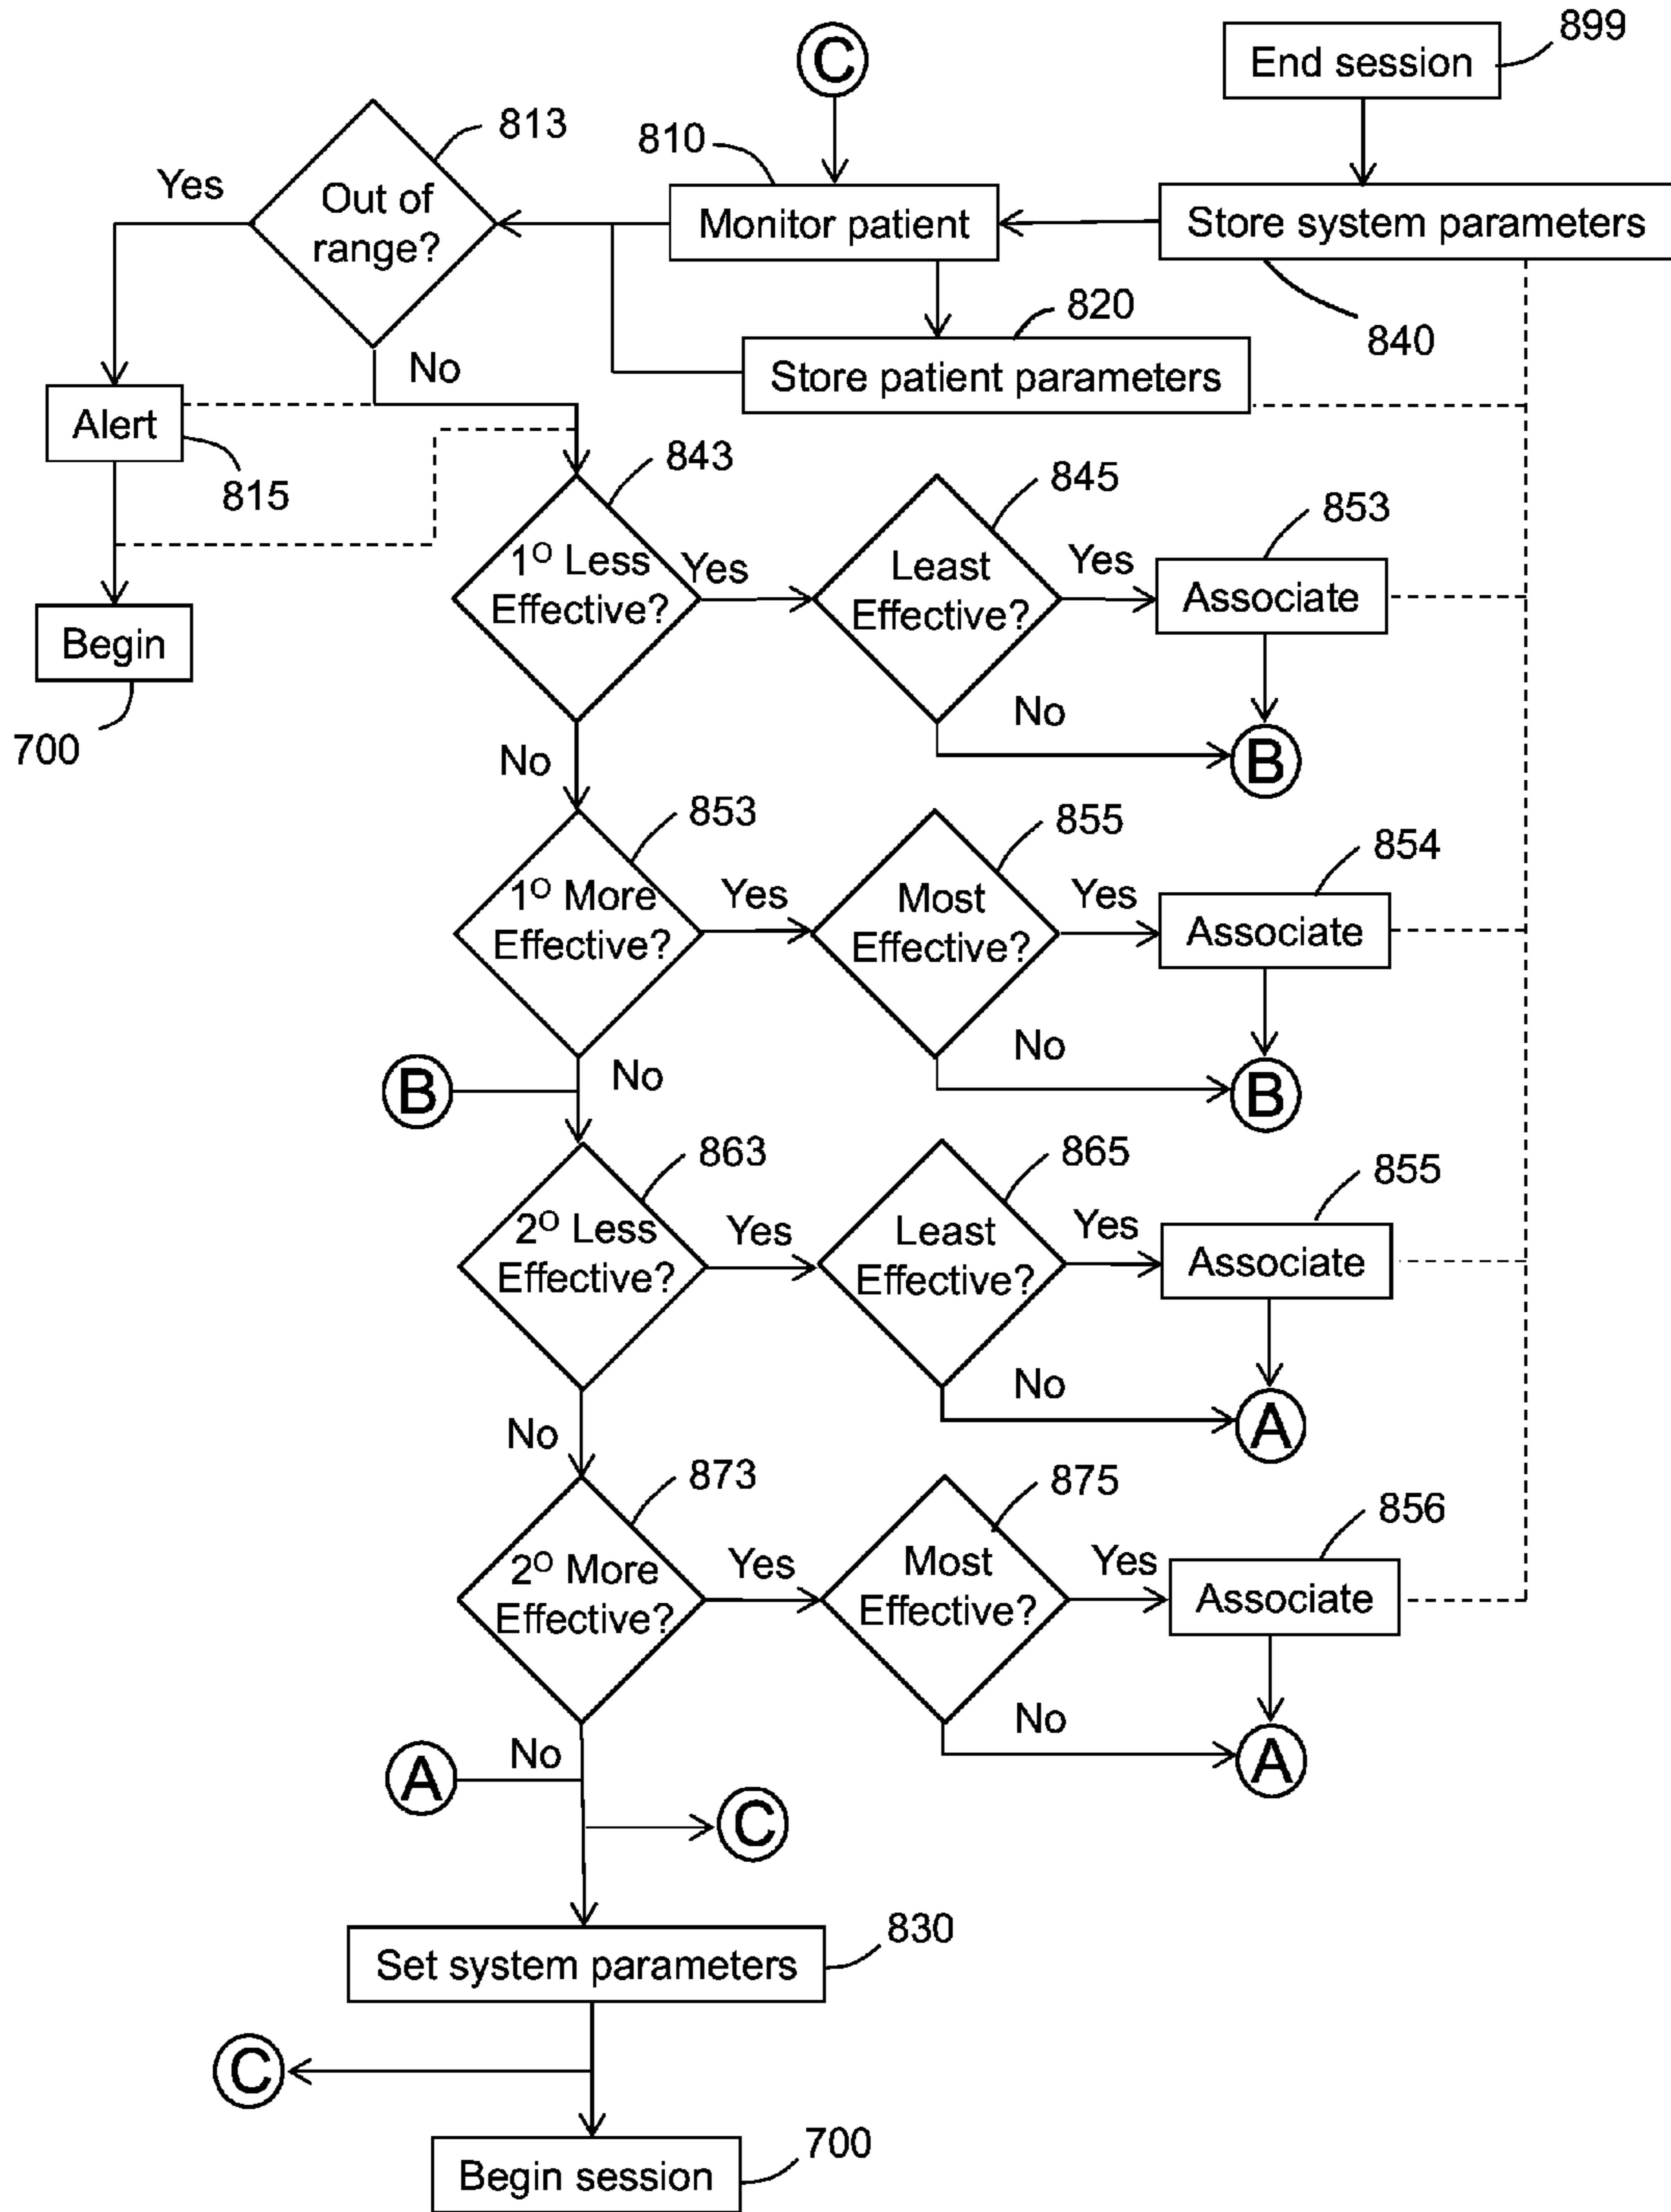 C
End session
899
813
810
Yes
Out of
range?
Monitor patient
Store system parameters
820
840
No
Store patient parameters
Alert
815
843
845
853
1O Less
Effective?
Yes
Least
Effective?
Yes
Associate
Begin
700
No
No
B
853
855
854
1O More
Effective?
Yes
Most
Effective?
Yes
Associate
No
B
No
B
863
865
855
2O Less
Effective?
Yes
Least
Effective?
Yes
Associate
No
No
A
873
875
856
2O More
Effective?
Yes
Most
Effective?
Yes
Associate
No
No
A
A
C
Set system parameters
830
C
Begin session
700